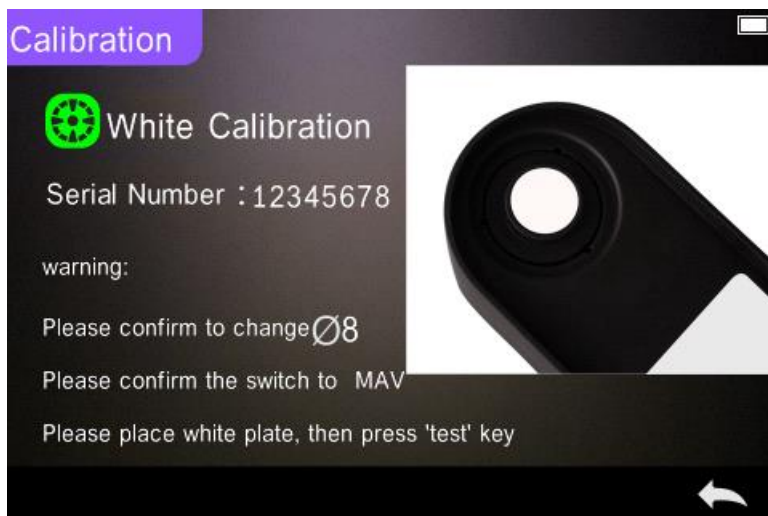 Calibration
White Calibration
Serial Number :12345678
warning:
Please confirm to change∅8
Please confirm the switch to MAV
Please place white plate, then press 'test' key